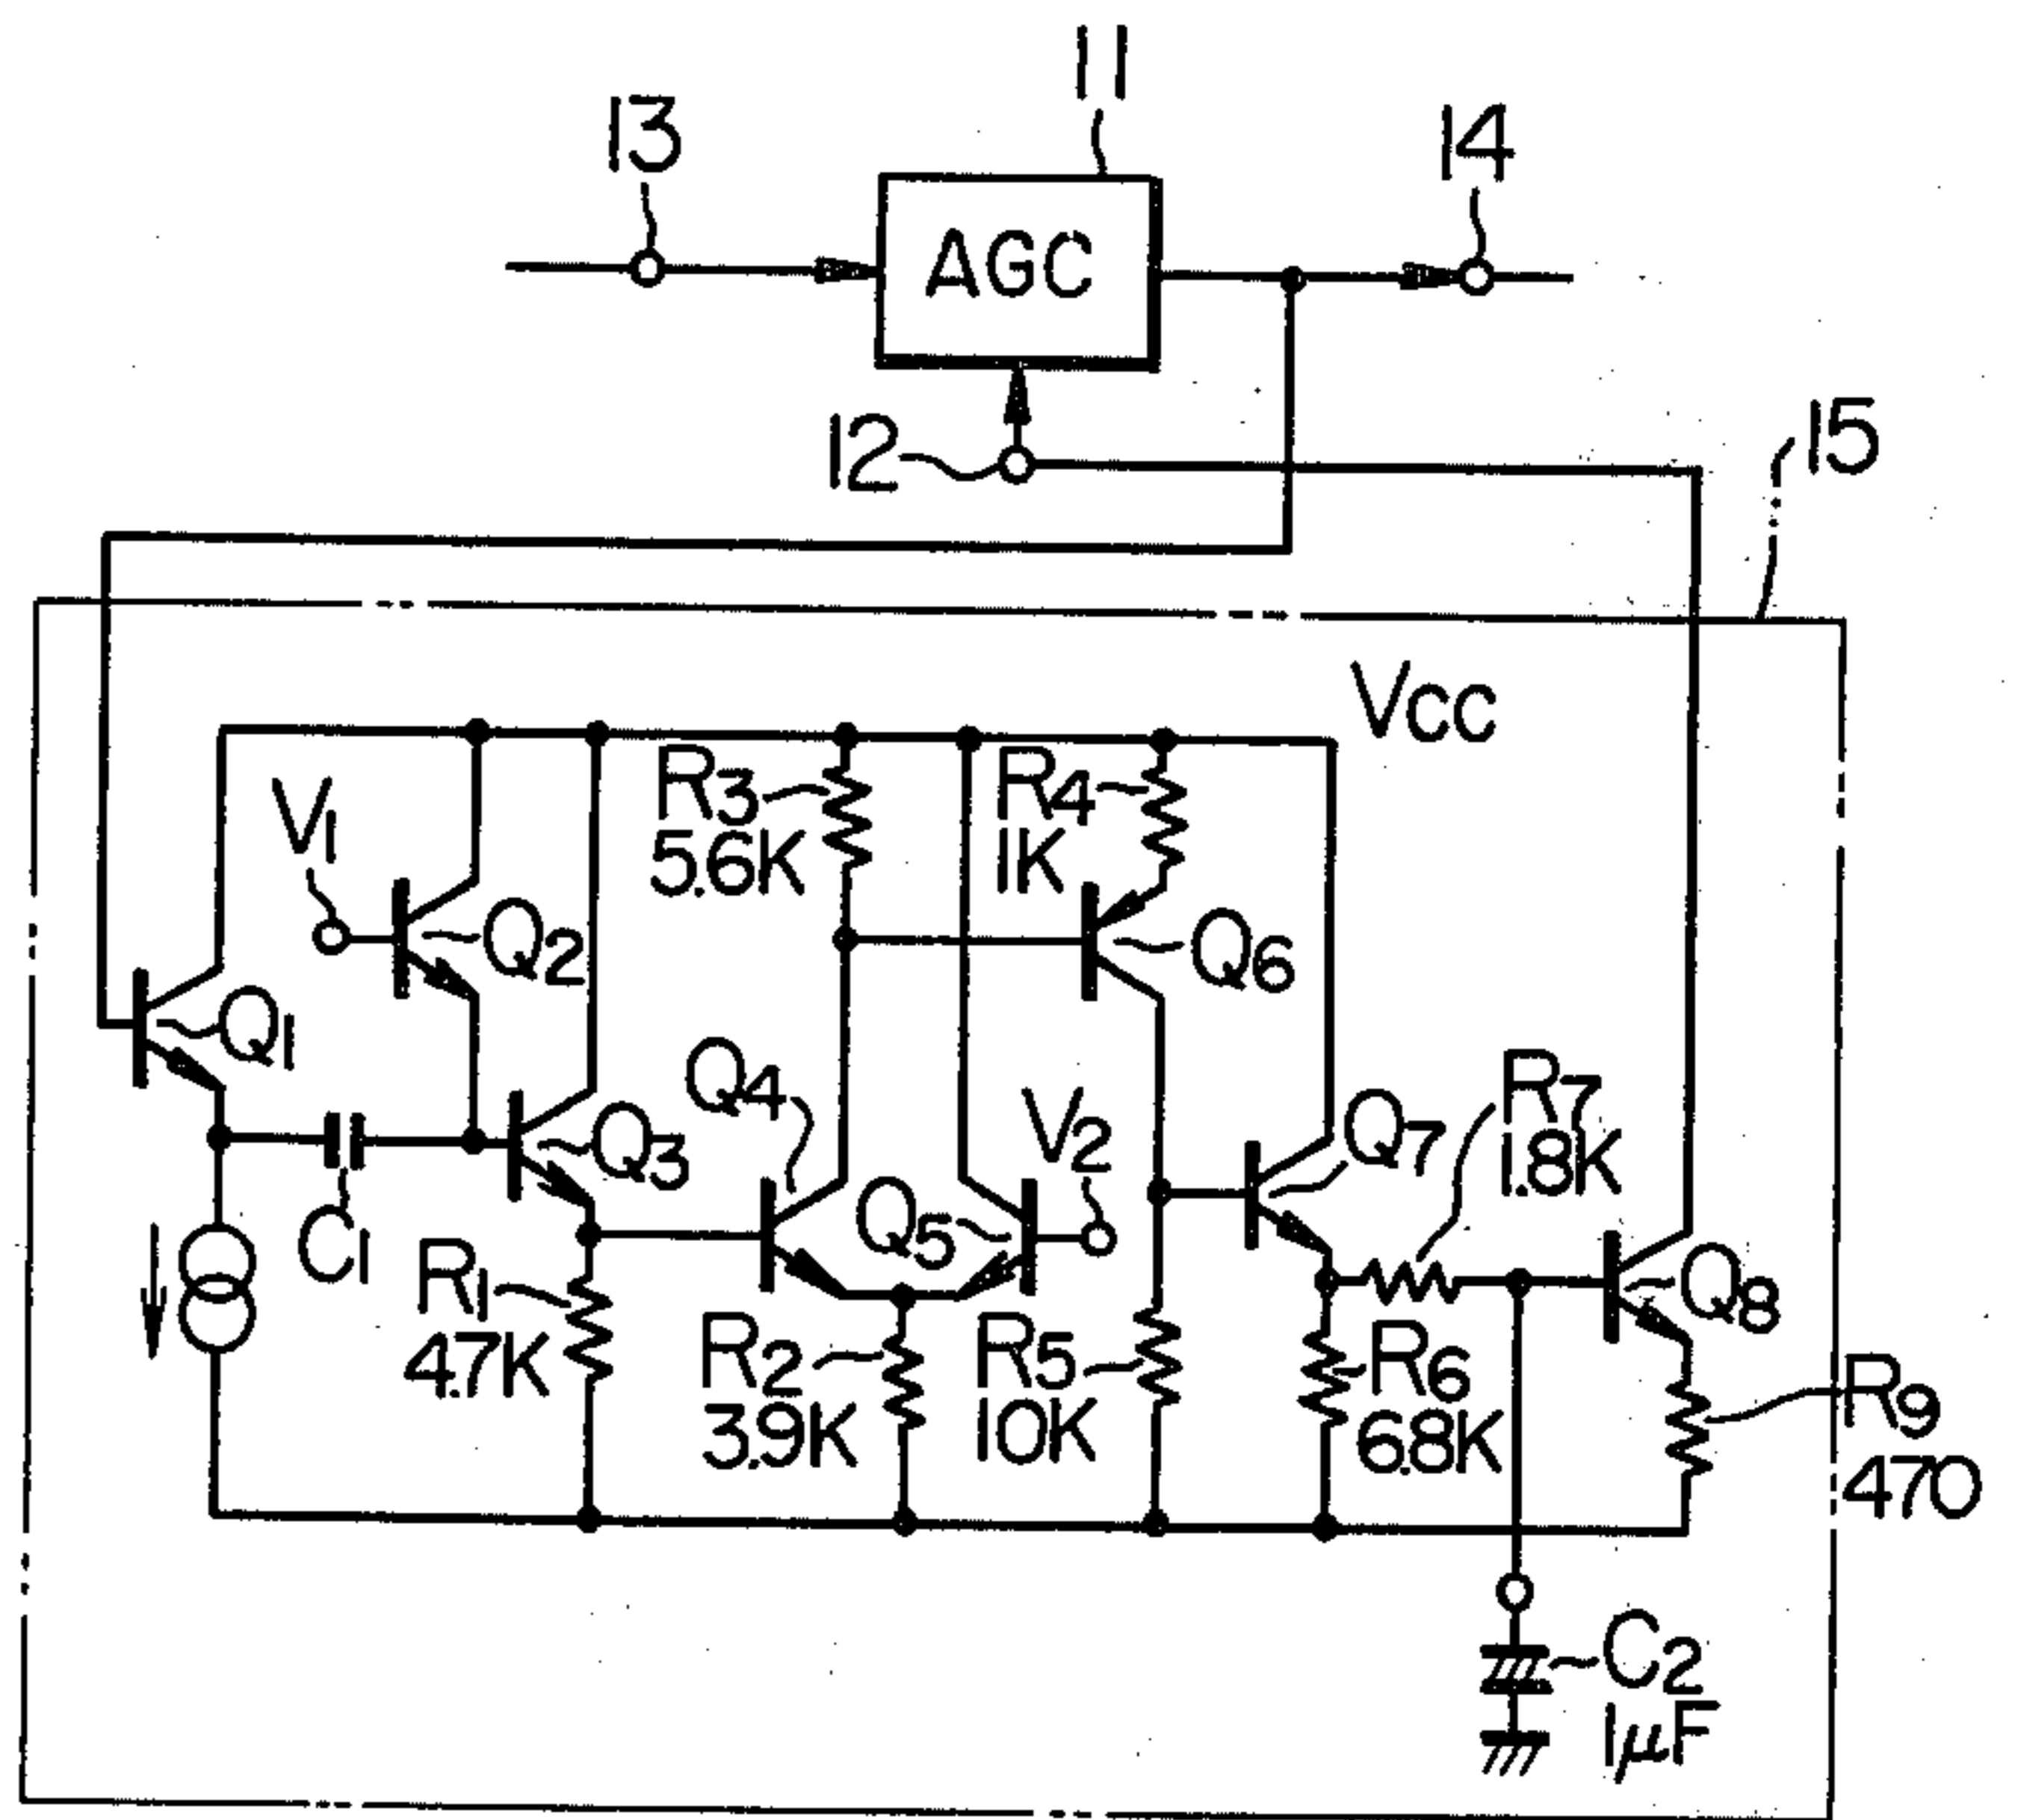 11
13
14
AGC
12
15
VCC
R3
5.6K
R4
1K
V1
Q2
Q6
Q1
Q4
R7
1.8K
V2
Q7
Q3
Q5
C1
R1
4.7K
Q8
R2
3.9K
R5
10K
R6
6.8K
R9
470
C2
1μF